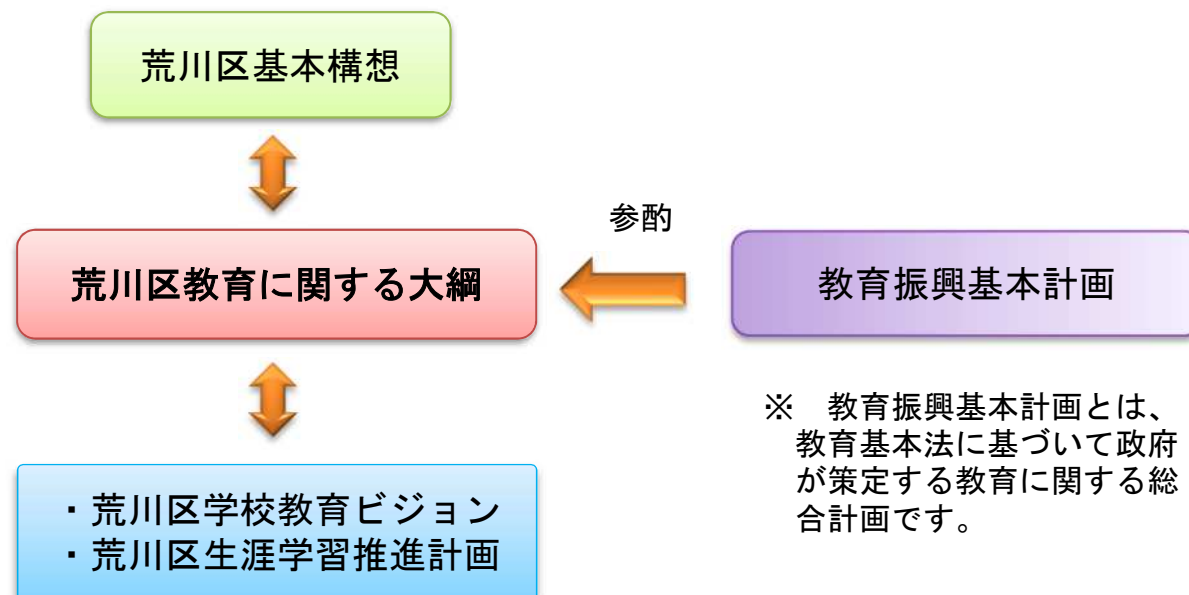 荒川区基本構想
参酌
荒川区教育に関する大綱
教育振興基本計画
※　教育振興基本計画とは、
教育基本法に基づいて政府
が策定する教育に関する総
合計画です。
・荒川区学校教育ビジョン
・荒川区生涯学習推進計画